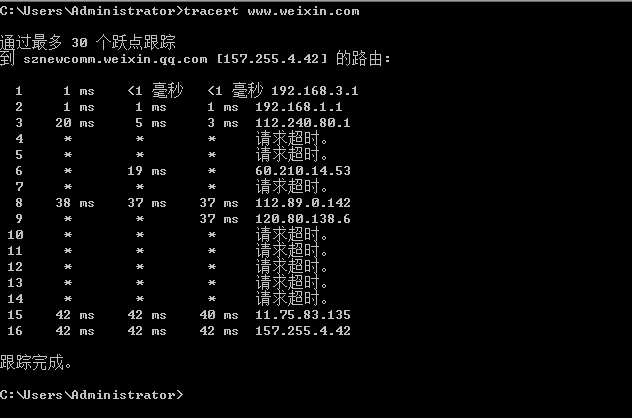 C:\Users\Administrator>tracert www.weixin.com
通过最多 30 个跃点跟踪
到 sznewcomm.weixin.qq.com [157.255.4.42] 的路由:
1 1 ms <1 毫秒 <1 毫秒 192.168.3.1
2 1 ms 1 ms 1 ms 192.168.1.1
3 20 ms 5 ms 3 ms 112.240.80.1
4 * * * 请求超时。
5 * * * 请求超时。
6 * 19 ms * 60.210.14.53
7 * * * 请求超时。
8 38 ms 37 ms 37 ms 112.89.0.142
9 * * 37 ms 120.80.138.6
10 * * * 请求超时。
11 * * * 请求超时。
12 * * * 请求超时。
13 * * * 请求超时。
14 * * * 请求超时。
15 42 ms 42 ms 40 ms 11.75.83.135
16 42 ms 42 ms 42 ms 157.255.4.42
跟踪完成。
C:\Users\Administrator>